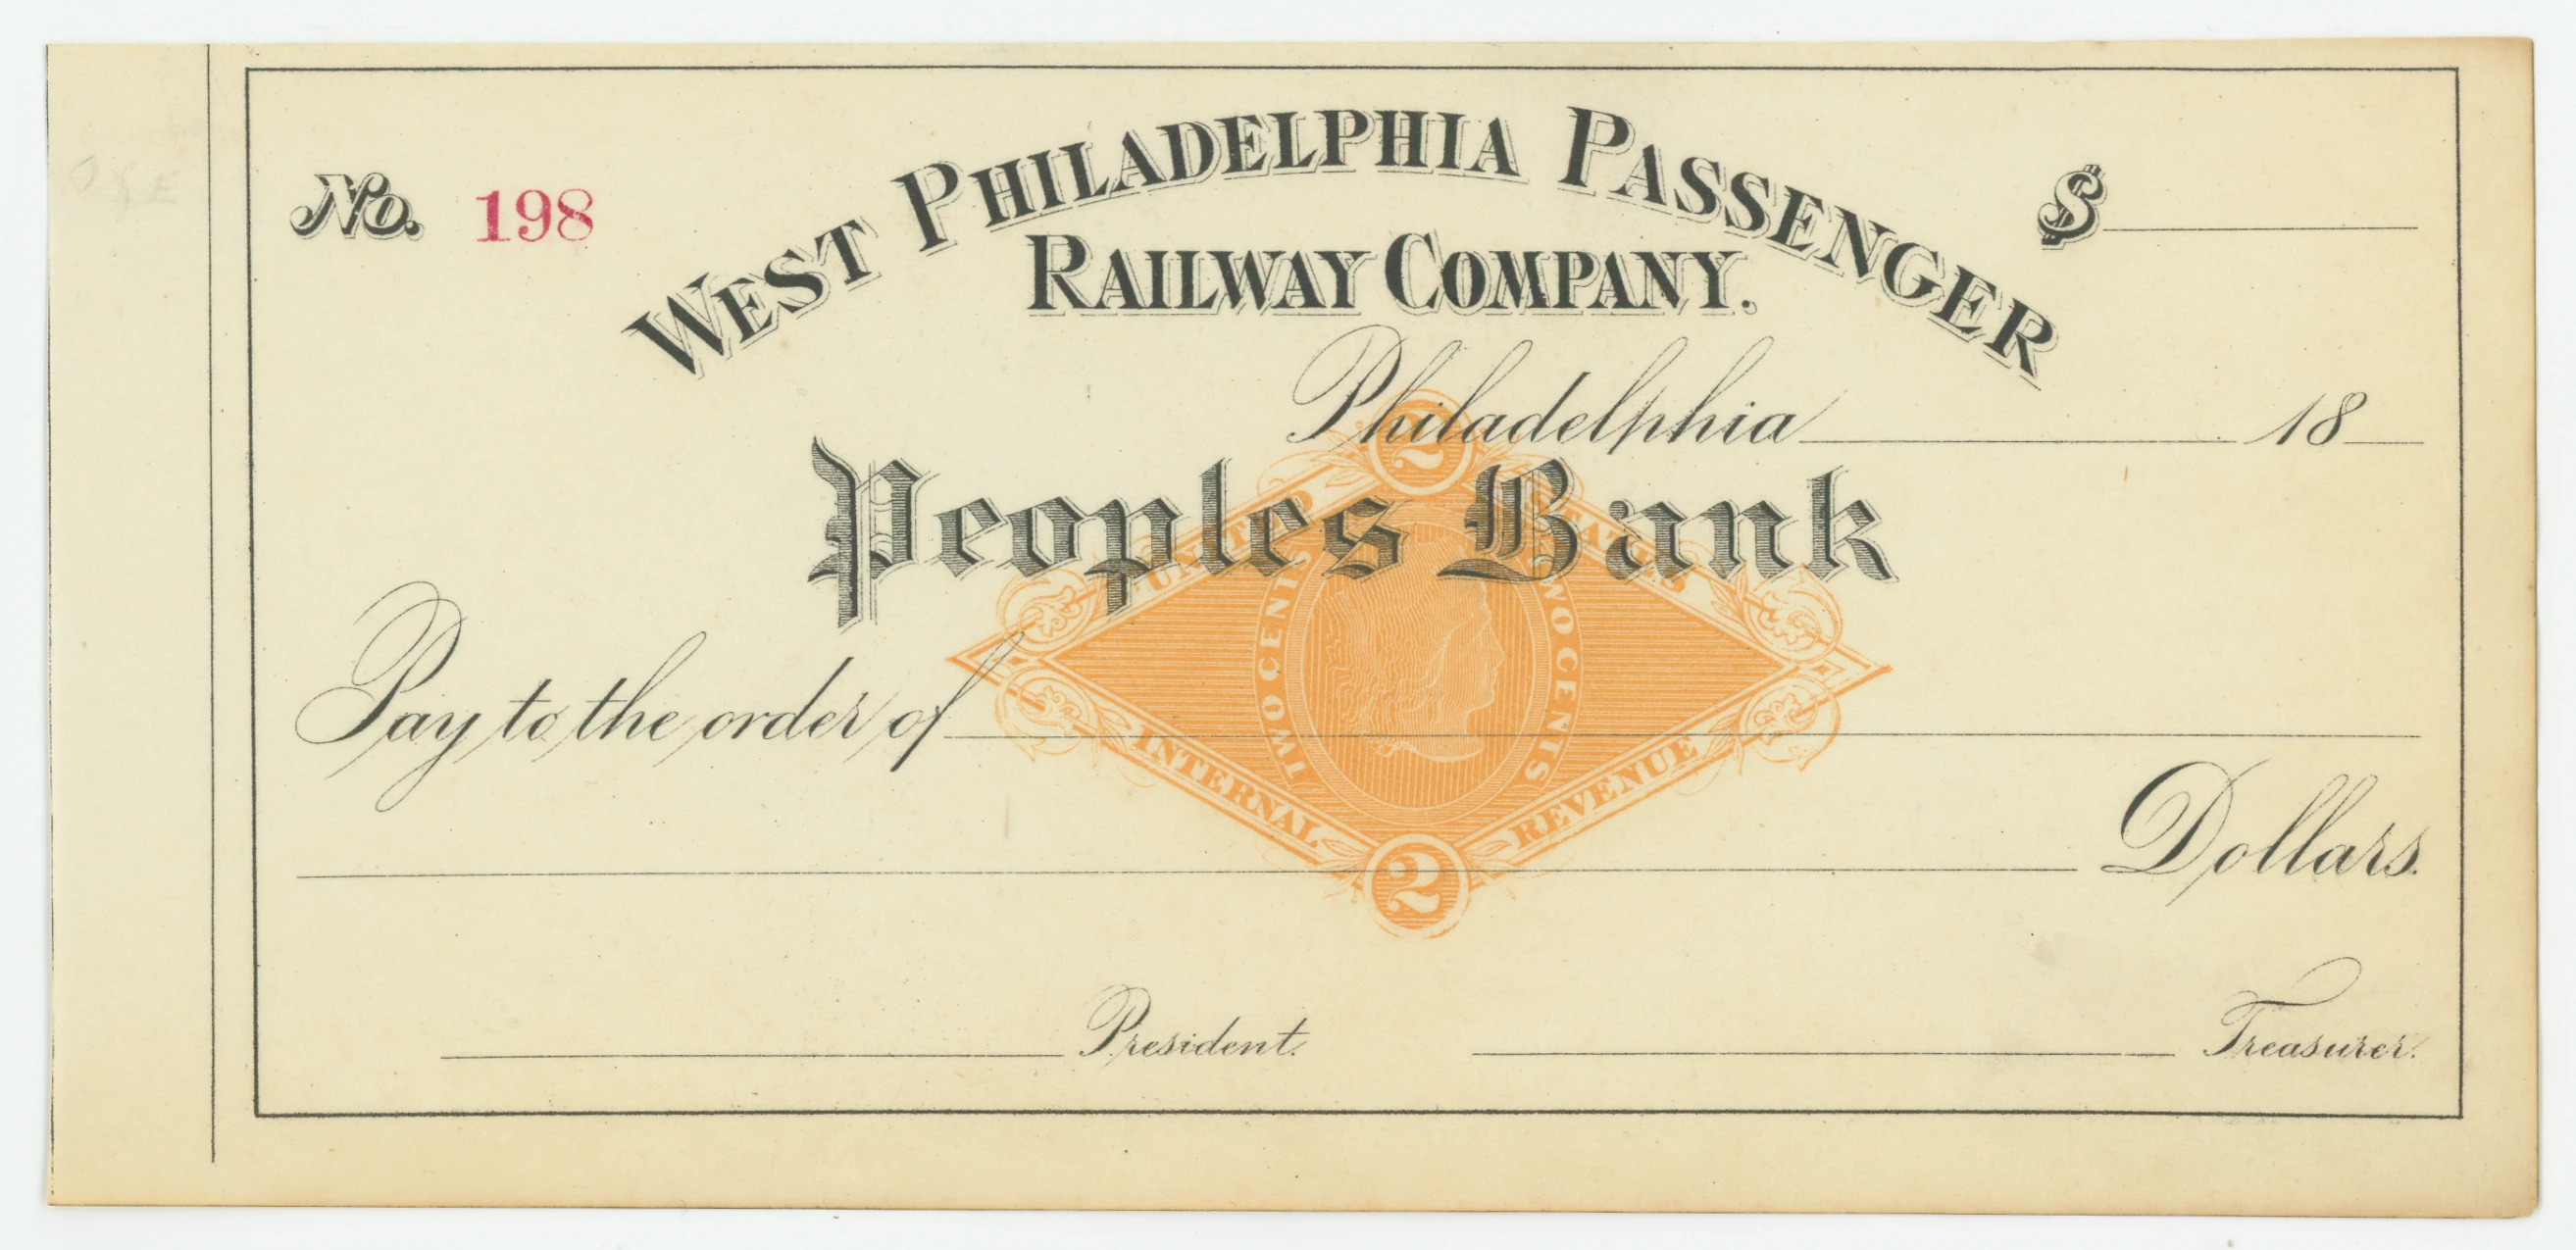 No. 198
WEST PHILADELPHIA PASSENGER
RAILWAY COMPANY.
$
Philadelphia 18
Peoples Bank
2
UNITED STATES
TWO CENTS TWO CENTS
Pay to the order of
INTERNAL REVENUE
2
Dollars.
President.
Treasurer.